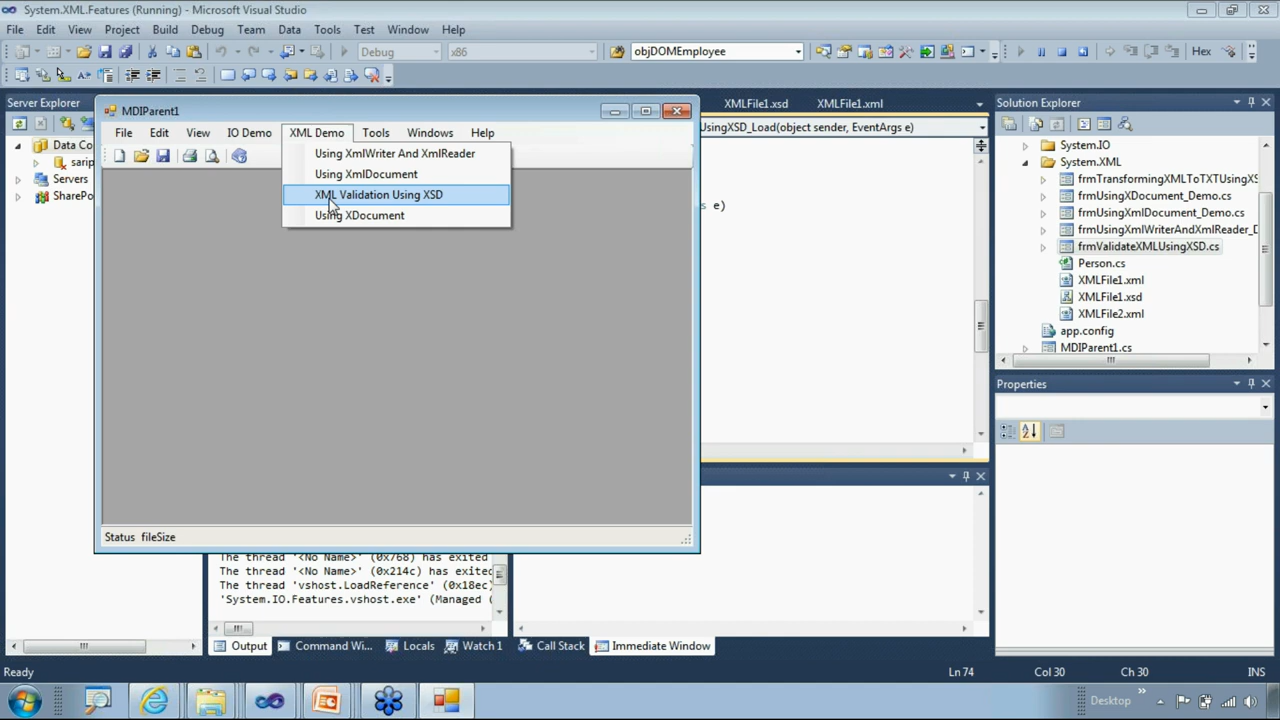 System.XML.Features (Running) - Microsoft Visual Studio
File Edit View Project Build Debug Team Data Tools Test Window Help
Debug x86 objDOMEmployee Hex
Server Explorer
Data Co
sarip
Servers
SharePo
MDIParent1
File Edit View IO Demo XML Demo Tools Windows Help
Using XmlWriter And XmlReader
Using XmlDocument
XML Validation Using XSD
Using XDocument
Status fileSize
XMLFile1.xsd XMLFile1.xml
UsingXSD_Load(object sender, EventArgs e)
s e)
The thread '<No Name>' (0x768) has exited
The thread '<No Name>' (0x214c) has exited
The thread 'vshost.LoadReference' (0x18ec)
'System.IO.Features.vshost.exe' (Managed (
Output Command Wi... Locals Watch 1 Call Stack Immediate Window
Solution Explorer
System.IO
System.XML
frmTransformingXMLToTXTUsingXS
frmUsingXDocument_Demo.cs
frmUsingXmlDocument_Demo.cs
frmUsingXmlWriterAndXmlReader_D
frmValidateXMLUsingXSD.cs
Person.cs
XMLFile1.xml
XMLFile1.xsd
XMLFile2.xml
app.config
MDIParent1.cs
Properties
Ready Ln 74 Col 30 Ch 30 INS
Desktop